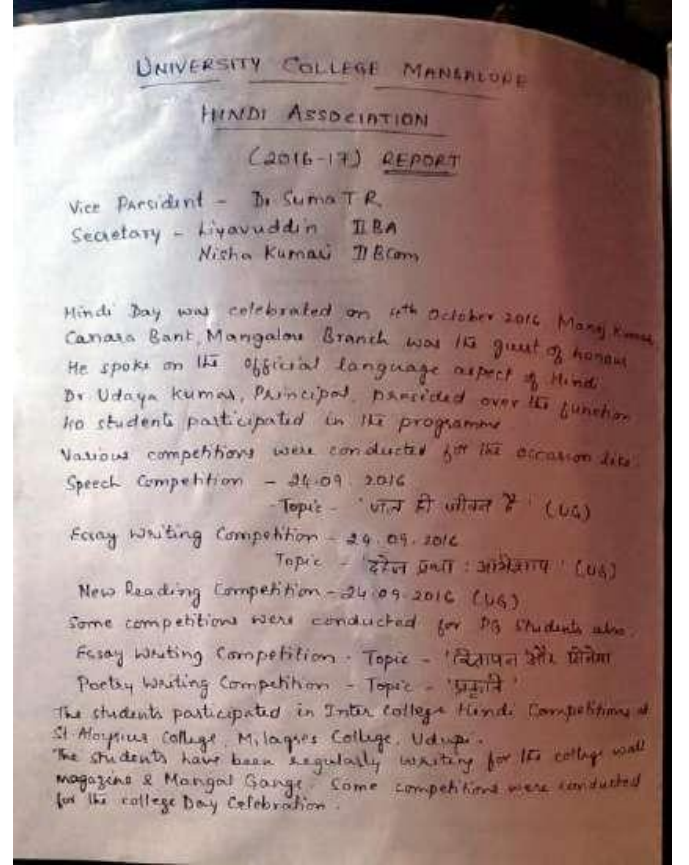 UNIVERSITY COLLEGE MANGALORE
HINDI ASSOCIATION
(2016-17) REPORT
Vice President - Dr Suma T R
Secretary - Liyavuddin II BA
Nisha Kumari II BCom
Hindi Day was celebrated on 4th October 2016 Manoj Kumar,
Canara Bank, Mangalore Branch was the guest of honour
He spoke on the official language aspect of Hindi
Dr Udaya Kumar, Principal, presided over the function
40 students participated in the programme
Various competitions were conducted for the occasion like:
Speech Competition - 24.09.2016
Topic - 'जल ही जीवन है' (UG)
Essay Writing Competition - 24.09.2016
Topic - 'दहेज प्रथा : अभिशाप' (UG)
New Reading Competition - 24.09.2016 (UG)
Some competitions were conducted for PG Students also.
Essay Writing Competition - Topic - 'विज्ञापन और सिनेमा
Poetry Writing Competition - Topic - 'प्रकृति'
The students participated in Inter College Hindi Competitions at
St Aloysius College, Milagres College, Udupi.
The students have been regularly writing for the college wall
magazine & Mangal Gange. Some competitions were conducted
for the college Day Celebration.